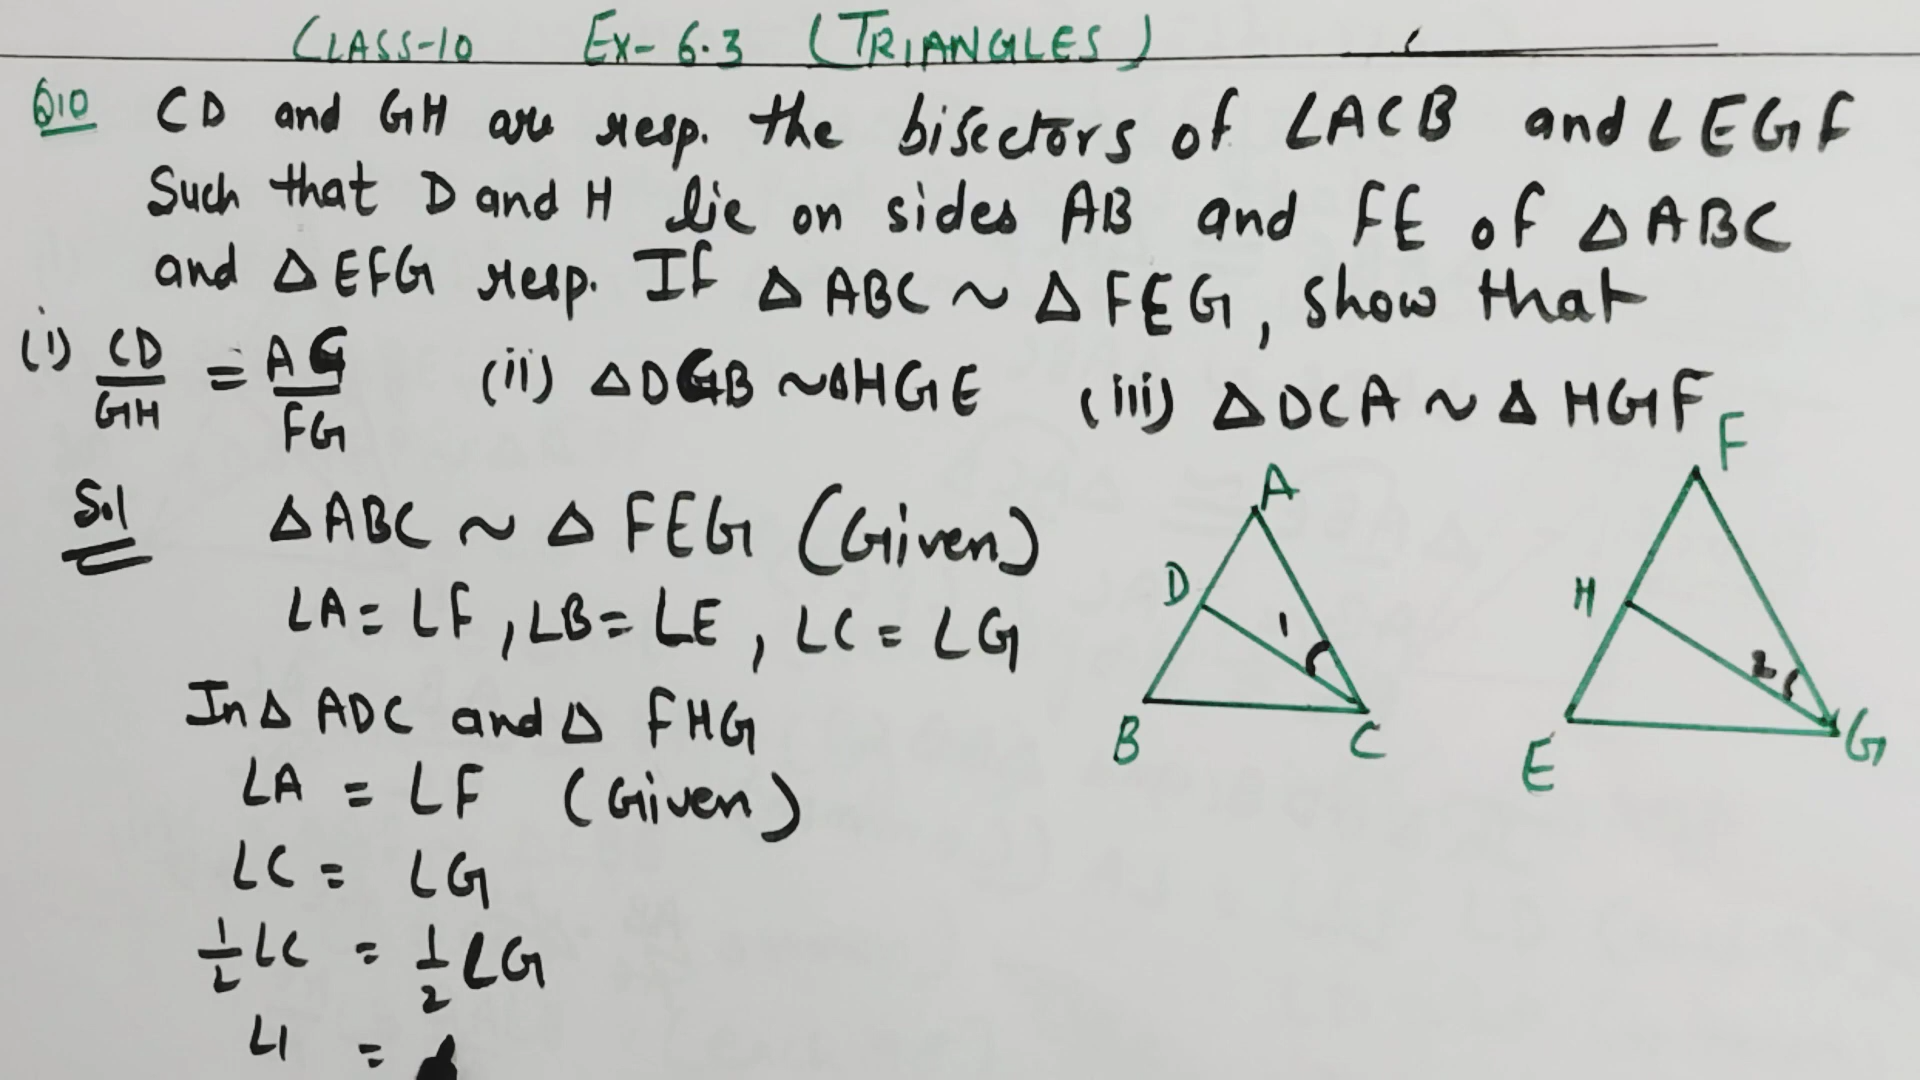 CLASS-10 EX-6.3 (TRIANGLES)
Q10 CD and GH are resp. the bisectors of ∠ACB and ∠EGF
Such that D and H lie on sides AB and FE of △ABC
and △EFG resp. If △ABC ~ △FEG, show that
(i) CD/GH = AC/FG (ii) △DCB ~ △HGE (iii) △DCA ~ △HGF
Sol △ABC ~ △FEG (Given)
∠A = ∠F, ∠B = ∠E, ∠C = ∠G
In △ ADC and △ FHG
∠A = ∠F (Given)
∠C = ∠G
1/2 ∠C = 1/2 ∠G
∠1 =
A
D
1
B
C
F
H
2
E
G